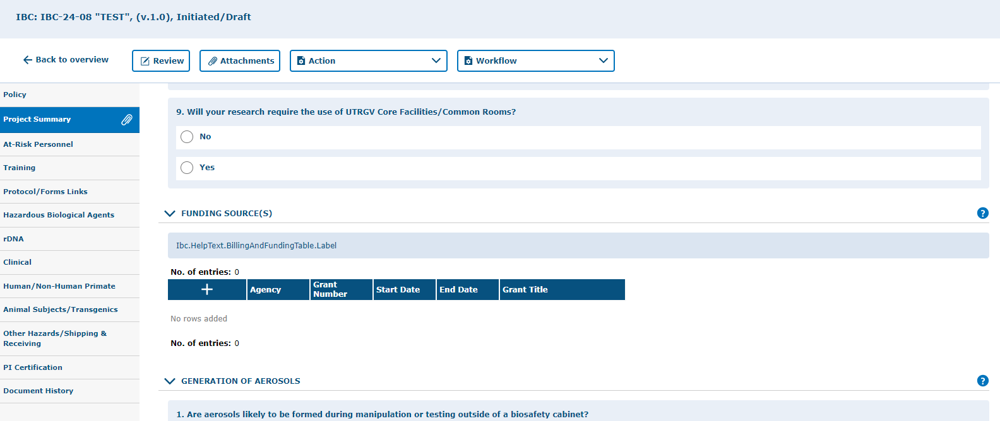 IBC: IBC-24-08 "TEST", (v.1.0), Initiated/Draft
Back to overview
Review
Attachments
Action
Workflow
Policy
Project Summary
At-Risk Personnel
Training
Protocol/Forms Links
Hazardous Biological Agents
rDNA
Clinical
Human/Non-Human Primate
Animal Subjects/Transgenics
Other Hazards/Shipping &
Receiving
PI Certification
Document History
9. Will your research require the use of UTRGV Core Facilities/Common Rooms?
No
Yes
FUNDING SOURCE(S)
?
Ibc.HelpText.BillingAndFundingTable.Label
No. of entries: 0
+
Agency
Grant
Number
Start Date
End Date
Grant Title
No rows added
No. of entries: 0
GENERATION OF AEROSOLS
?
1. Are aerosols likely to be formed during manipulation or testing outside of a biosafety cabinet?